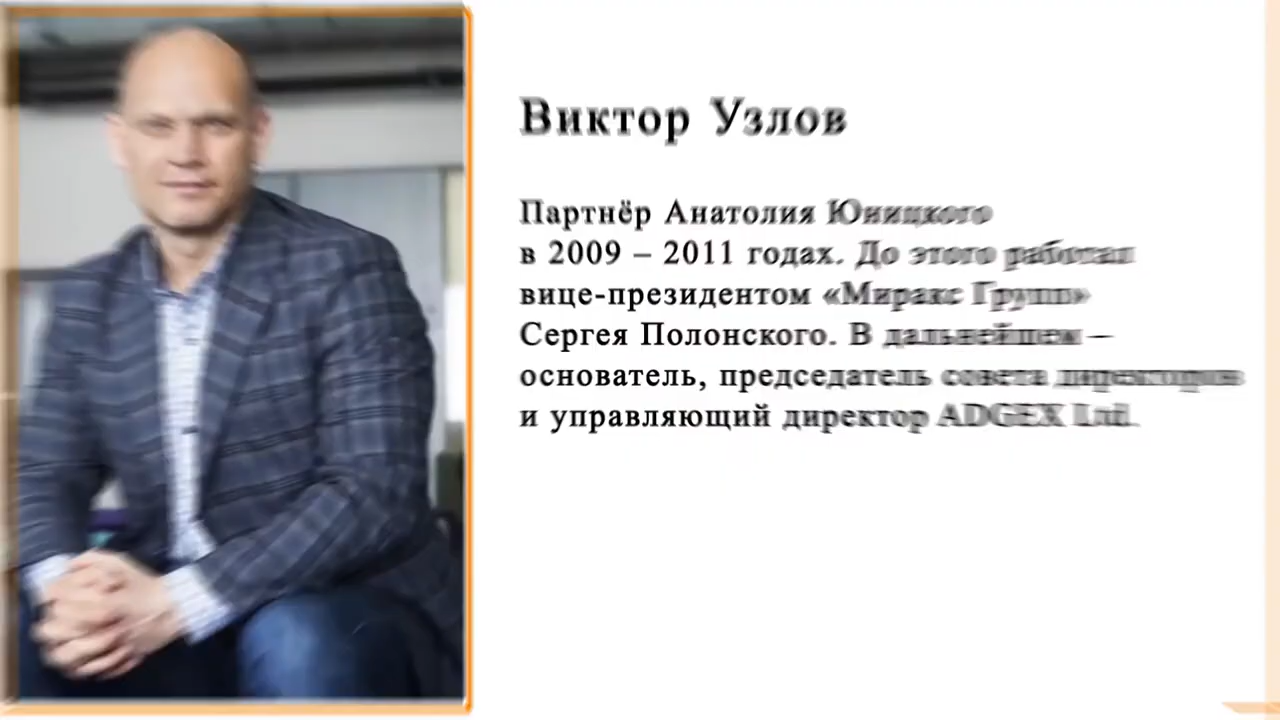 Виктор Узлов
Партнёр Анатолия Юницкого
в 2009 – 2011 годах. До этого работал
вице-президентом «Миракс Групп»
Сергея Полонского. В дальнейшем –
основатель, председатель совета директоров
и управляющий директор ADGEX Ltd.